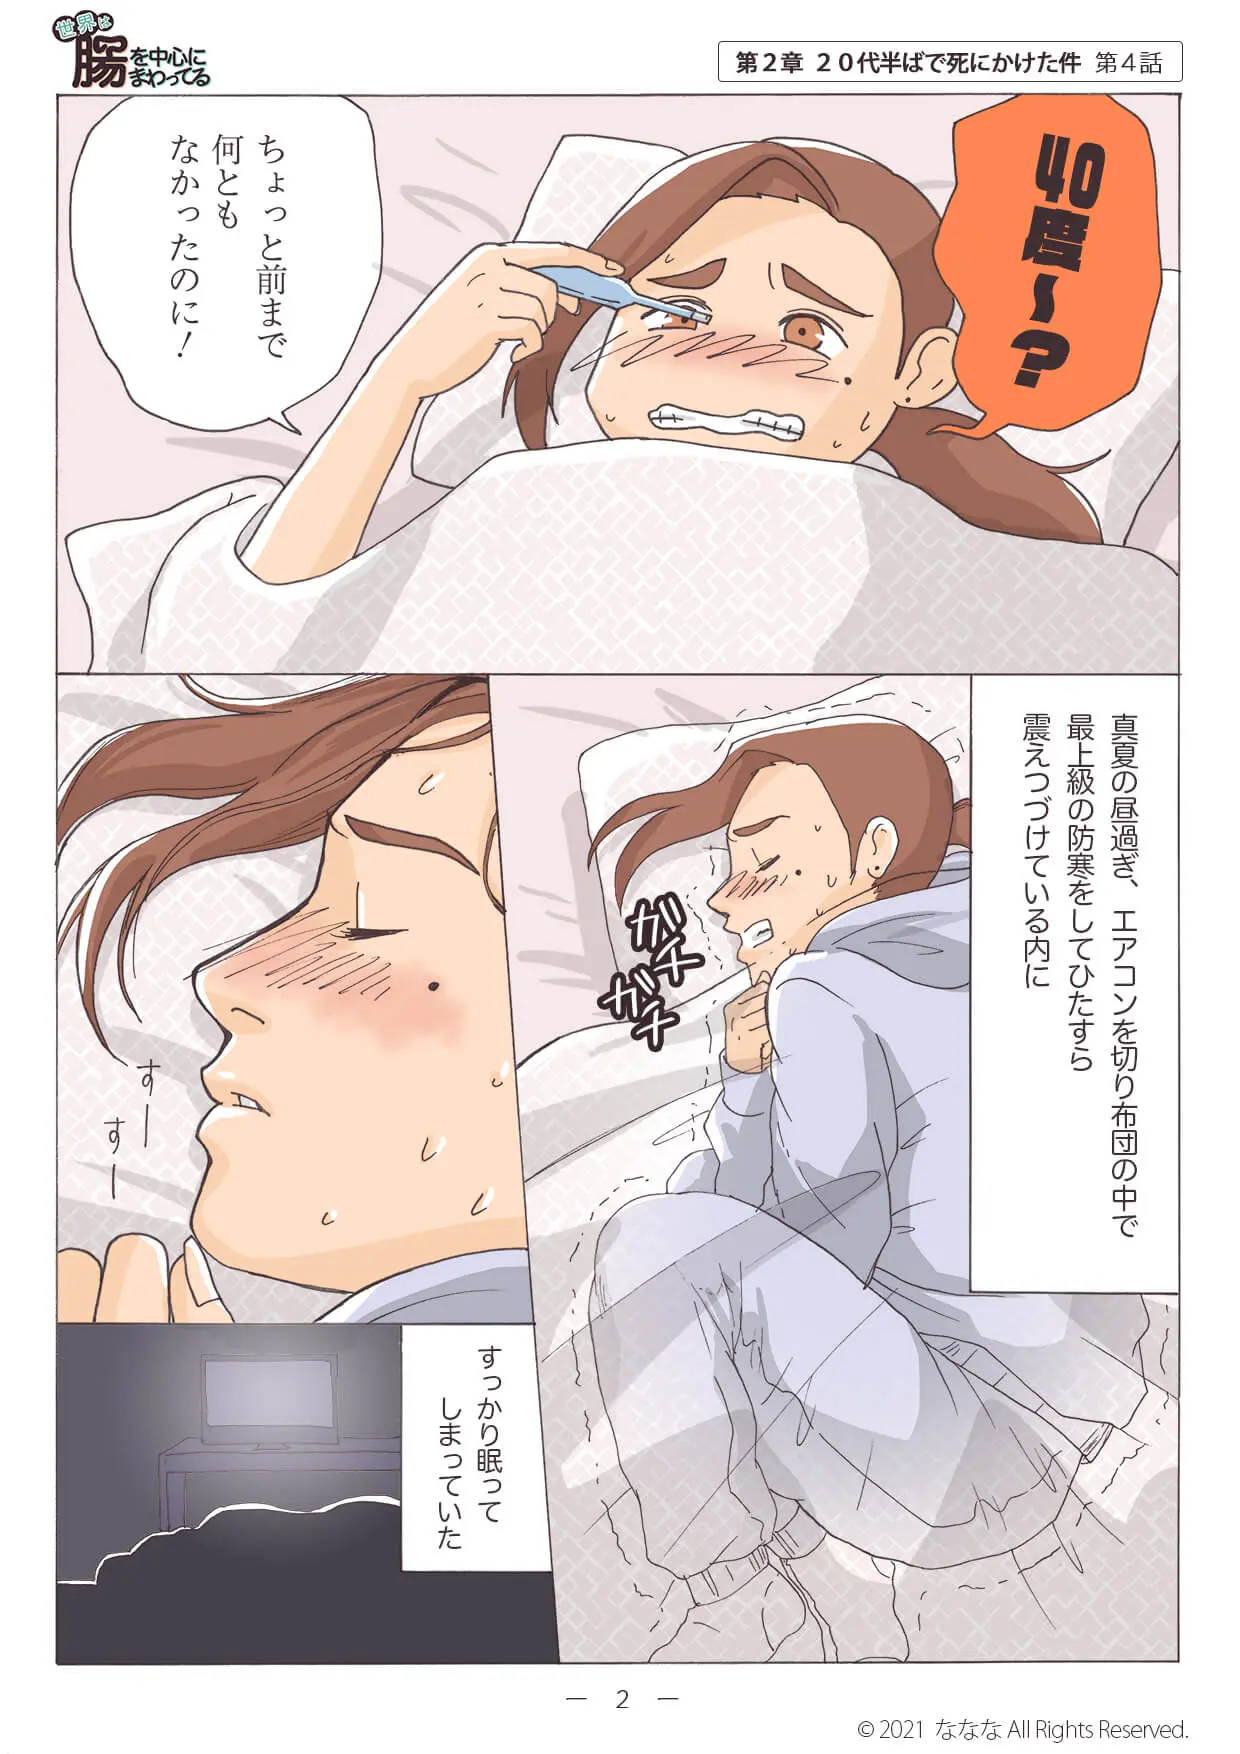 世界は
腸を中心に
まわってる
第2章 20代半ばで死にかけた件 第4話
40度〜?
ちょっと前まで
何とも
なかったのに!
真夏の昼過ぎ、エアコンを切り布団の中で
最上級の防寒をしてひたすら
震えつづけている内に
ガチ
ガチ
すー
すー
すっかり眠って
しまっていた
— 2 —
© 2021 ななな All Rights Reserved.